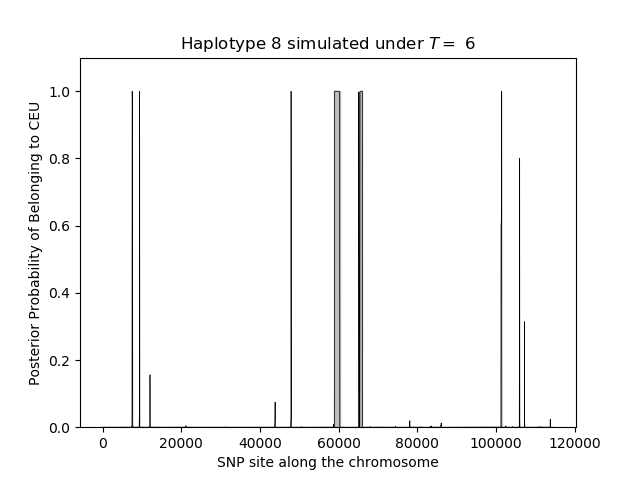 Haplotype 8 simulated under T = 6
Posterior Probability of Belonging to CEU
1.0
0.8
0.6
0.4
0.2
0.0
0 20000 40000 60000 80000 100000 120000
SNP site along the chromosome